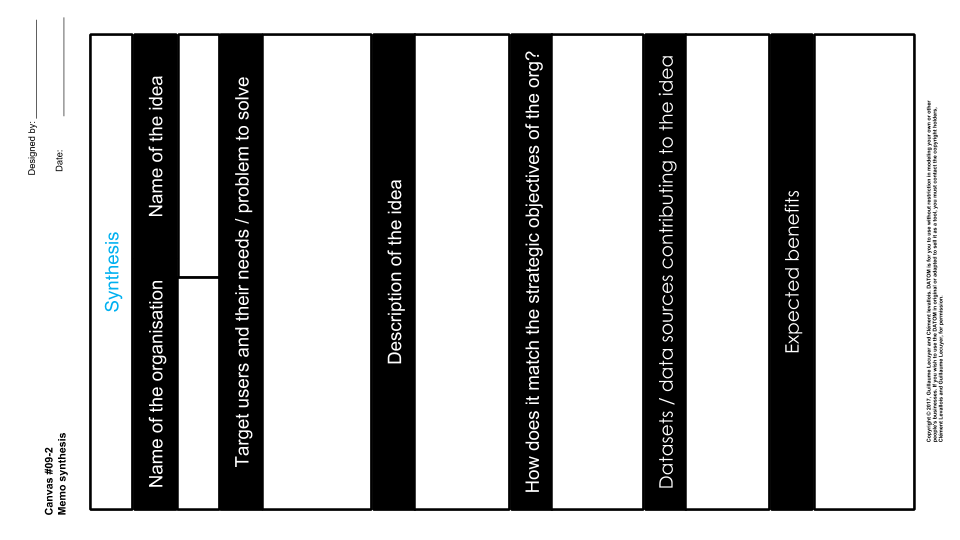 Canvas #09-2
Memo synthesis
Designed by:
Date:
Synthesis
Name of the organisation
Name of the idea
Target users and their needs / problem to solve
Description of the idea
How does it match the strategic objectives of the org?
Datasets / data sources contributing to the idea
Expected benefits
Copyright © 2017, Guillaume Lecuyer and Clément levallois. DATOM is for you to use without restriction in modeling your own or other
people's businesses. If you wish to use the DATOM in original or adapted to sell it as a tool, you must contact the copyright holders,
Clément Levallois and Guillaume Lecuyer, for permission.